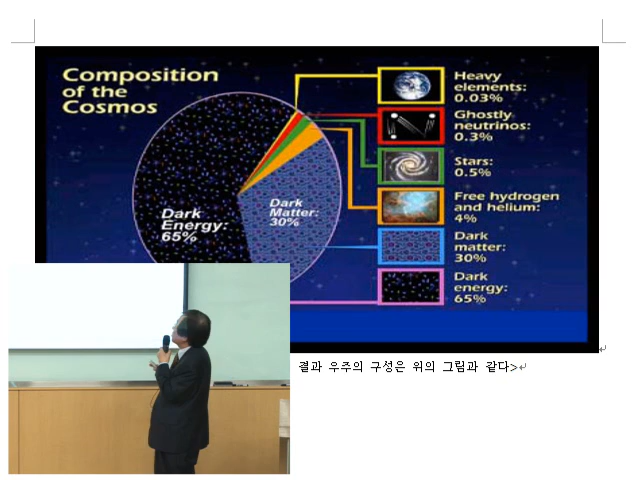 Composition
of the
Cosmos
Dark
Energy:
65%
Dark
Matter:
30%
Heavy
elements:
0.03%
Ghostly
neutrinos:
0.3%
Stars:
0.5%
Free hydrogen
and helium:
4%
Dark
matter:
30%
Dark
energy:
65%
결과 우주의 구성은 위의 그림과 같다>